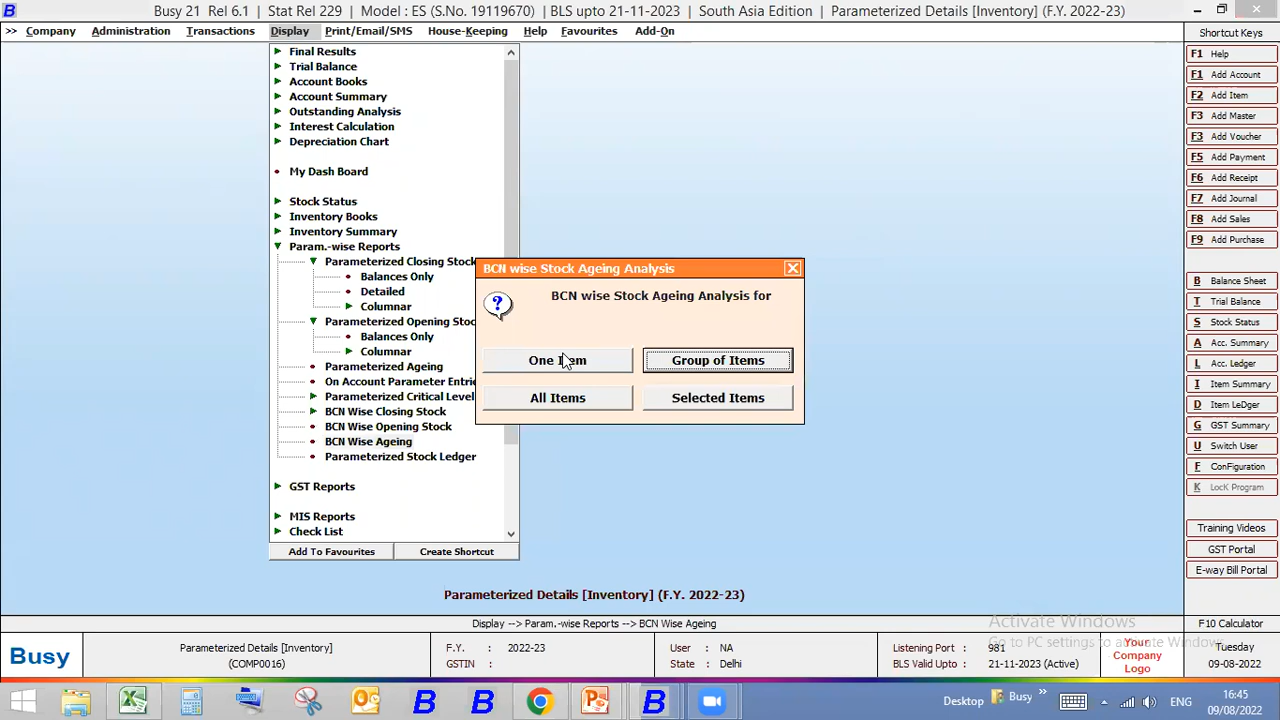 Busy 21 Rel 6.1 | Stat Rel 229 | Model : ES (S.No. 19119670) | BLS upto 21-11-2023 | South Asia Edition | Parameterized Details [Inventory] (F.Y. 2022-23)
>> Company Administration Transactions Display Print/Email/SMS House-Keeping Help Favourites Add-On
Final Results
Trial Balance
Account Books
Account Summary
Outstanding Analysis
Interest Calculation
Depreciation Chart
My Dash Board
Stock Status
Inventory Books
Inventory Summary
Param.-wise Reports
Parameterized Closing Stock
Balances Only
Detailed
Columnar
Parameterized Opening Stoc
Balances Only
Columnar
Parameterized Ageing
On Account Parameter Entrie
Parameterized Critical Level
BCN Wise Closing Stock
BCN Wise Opening Stock
BCN Wise Ageing
Parameterized Stock Ledger
GST Reports
MIS Reports
Check List
Add To Favourites Create Shortcut
BCN wise Stock Ageing Analysis
BCN wise Stock Ageing Analysis for
One Item Group of Items
All Items Selected Items
Shortcut Keys
F1 Help
F1 Add Account
F2 Add Item
F3 Add Master
F3 Add Voucher
F5 Add Payment
F6 Add Receipt
F7 Add Journal
F8 Add Sales
F9 Add Purchase
B Balance Sheet
T Trial Balance
S Stock Status
A Acc. Summary
L Acc. Ledger
I Item Summary
D Item LeDger
G GST Summary
U Switch User
F ConFiguration
K LocK Program
Training Videos
GST Portal
E-way Bill Portal
Parameterized Details [Inventory] (F.Y. 2022-23)
Activate Windows
Go to PC settings to activate Windows.
Display --> Param.-wise Reports --> BCN Wise Ageing
F10 Calculator
Busy
Parameterized Details [Inventory]
(COMP0016)
F.Y. : 2022-23
GSTIN :
User : NA
State : Delhi
Listening Port : 981
BLS Valid Upto : 21-11-2023 (Active)
Your
Company
Logo
Tuesday
09-08-2022
Desktop Busy ENG
16:45
09/08/2022